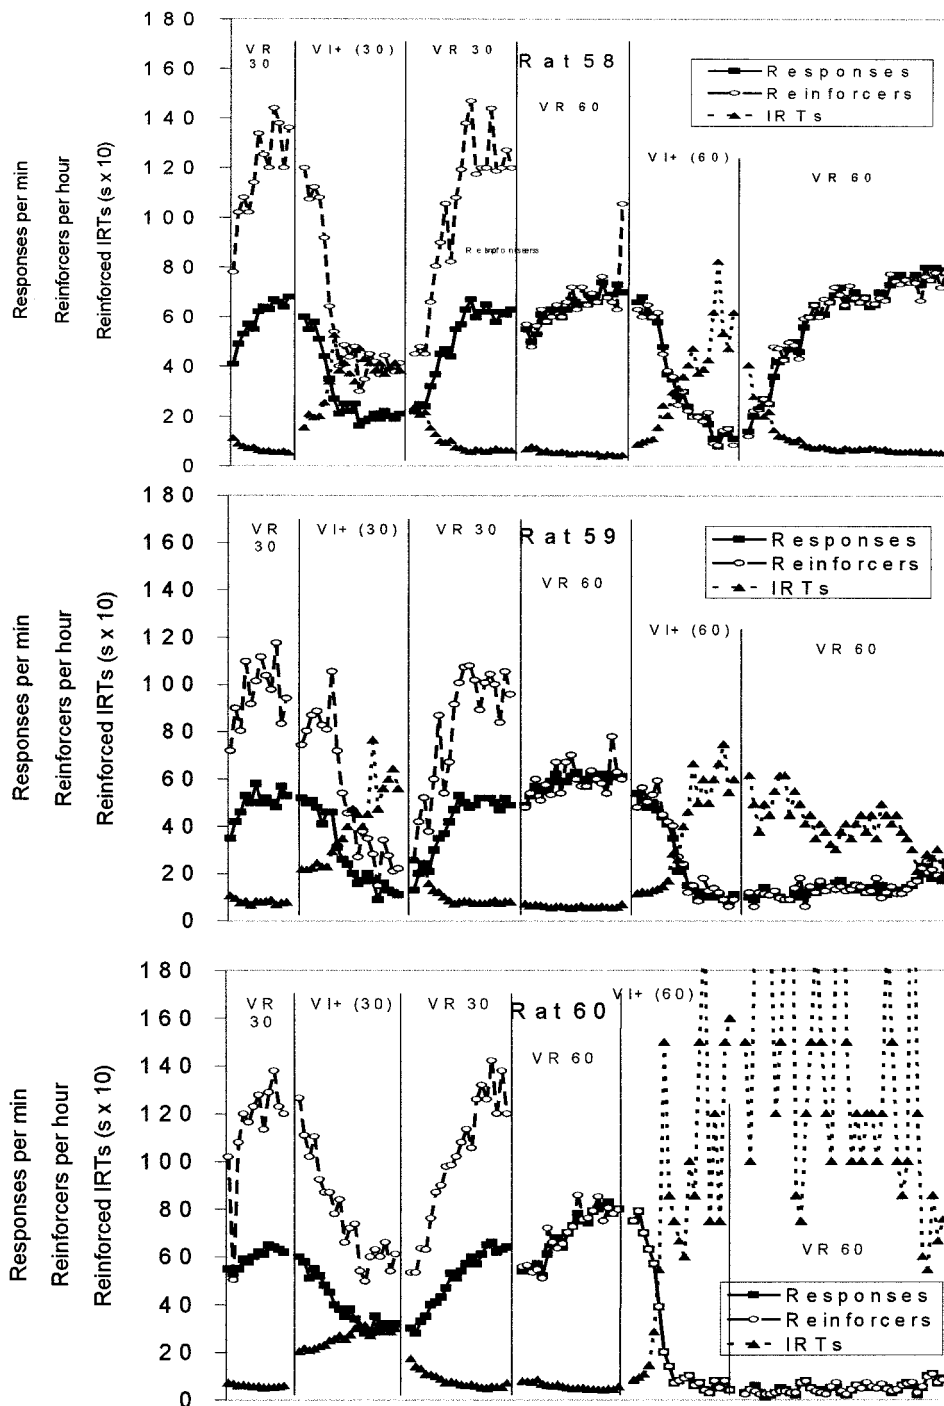 180
160
140
120
100
80
60
40
20
0
Responses per min
Reinforcers per hour
Reinforced IRTs (s x 10)
VR
30
VI+ (30)
VR 30
Rat 58
VR 60
VI+ (60)
VR 60
Responses
Reinforcers
IRTs
180
160
140
120
100
80
60
40
20
0
Responses per min
Reinforcers per hour
Reinforced IRTs (s x 10)
VR
30
VI+ (30)
VR 30
Rat 59
VR 60
VI+ (60)
VR 60
Responses
Reinforcers
IRTs
180
160
140
120
100
80
60
40
20
0
Responses per min
Reinforcers per hour
Reinforced IRTs (s x 10)
VR
30
VI+ (30)
VR 30
Rat 60
VR 60
VI+ (60)
VR 60
Responses
Reinforcers
IRTs